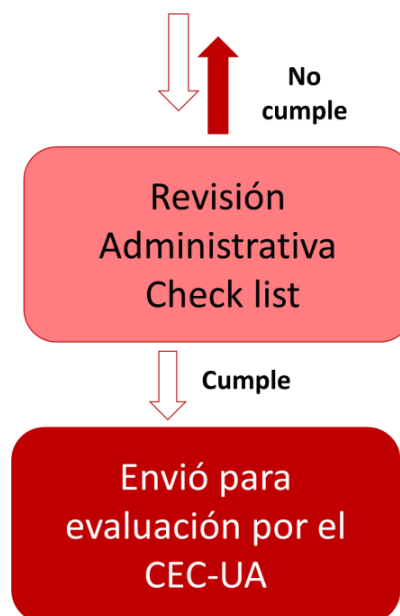 No
cumple
Revisión
Administrativa
Check list
Cumple
Envió para
evaluación por el
CEC-UA